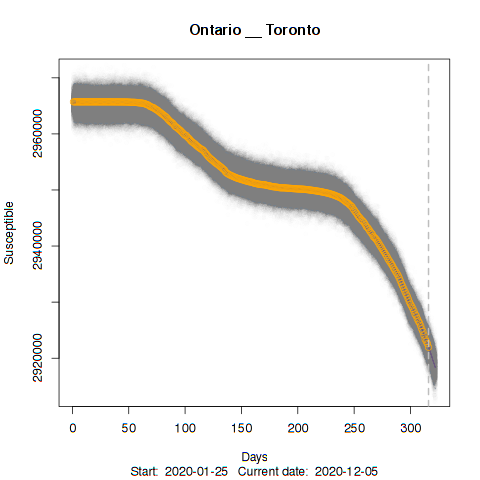 Ontario __ Toronto
Susceptible
2960000
2940000
2920000
0 50 100 150 200 250 300
Days
Start: 2020-01-25 Current date: 2020-12-05